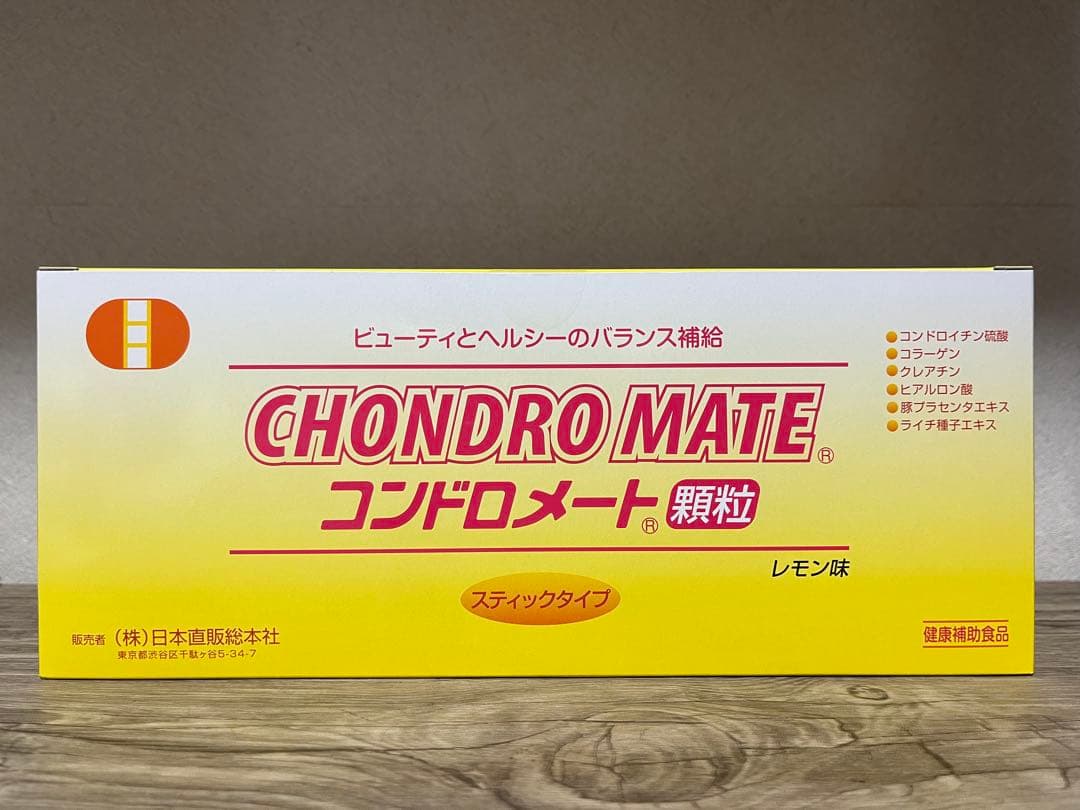 ビューティとヘルシーのバランス補給
CHONDRO MATE®
コンドロメート® 顆粒
レモン味
スティックタイプ
コンドロイチン硫酸
コラーゲン
クレアチン
ヒアルロン酸
豚プラセンタエキス
ライチ種子エキス
販売者 (株)日本直販総本社
東京都渋谷区千駄ヶ谷5-34-7
健康補助食品